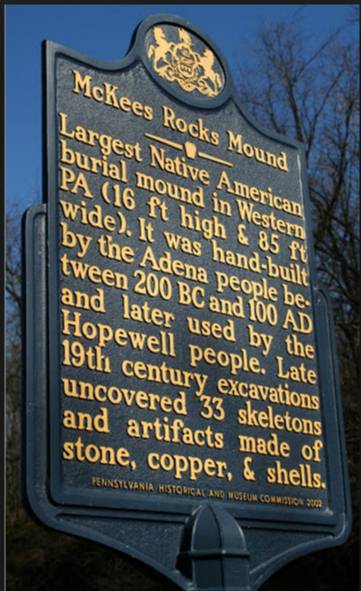 McKees Rocks Mound
Largest Native American
burial mound in Western
PA (16 ft high & 85 ft
wide). It was hand-built
by the Adena people be-
tween 200 BC and 100 AD
and later used by the
Hopewell people. Late
19th century excavations
uncovered 33 skeletons
and artifacts made of
stone, copper, & shells.
PENNSYLVANIA HISTORICAL AND MUSEUM COMMISSION 2002